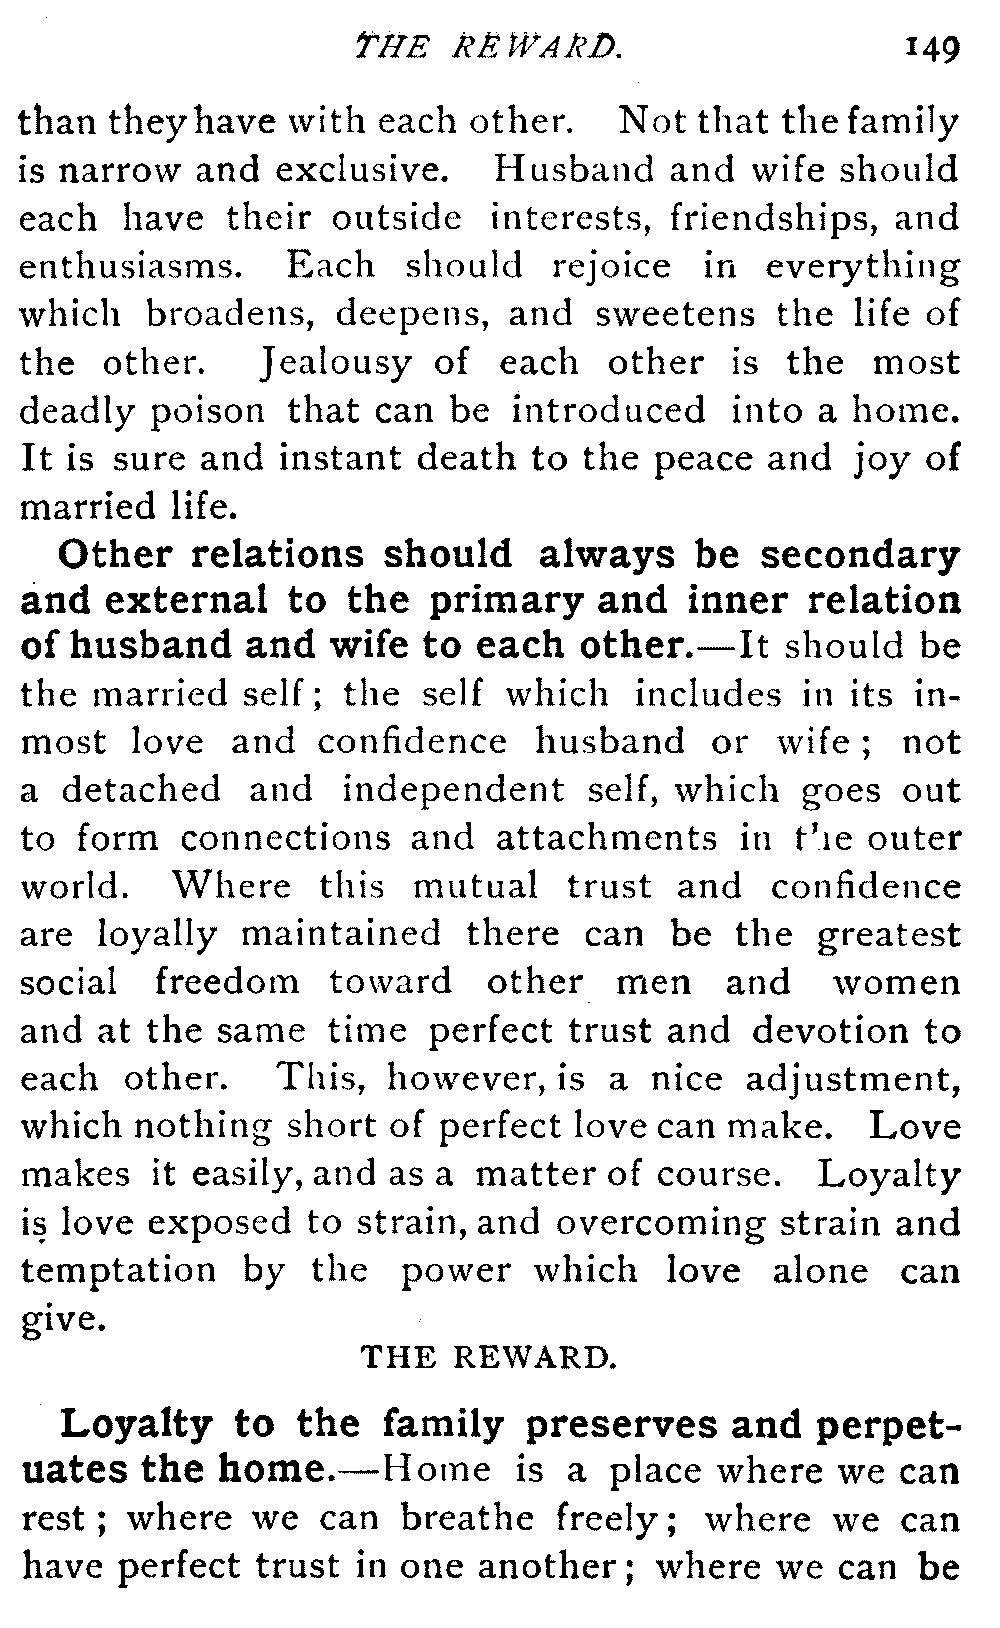 THE REWARD. 149
than they have with each other. Not that the family
is narrow and exclusive. Husband and wife should
each have their outside interests, friendships, and
enthusiasms. Each should rejoice in everything
which broadens, deepens, and sweetens the life of
the other. Jealousy of each other is the most
deadly poison that can be introduced into a home.
It is sure and instant death to the peace and joy of
married life.
Other relations should always be secondary
and external to the primary and inner relation
of husband and wife to each other.—It should be
the married self; the self which includes in its in-
most love and confidence husband or wife; not
a detached and independent self, which goes out
to form connections and attachments in the outer
world. Where this mutual trust and confidence
are loyally maintained there can be the greatest
social freedom toward other men and women
and at the same time perfect trust and devotion to
each other. This, however, is a nice adjustment,
which nothing short of perfect love can make. Love
makes it easily, and as a matter of course. Loyalty
is love exposed to strain, and overcoming strain and
temptation by the power which love alone can
give.
THE REWARD.
Loyalty to the family preserves and perpet-
uates the home.—Home is a place where we can
rest; where we can breathe freely; where we can
have perfect trust in one another; where we can be